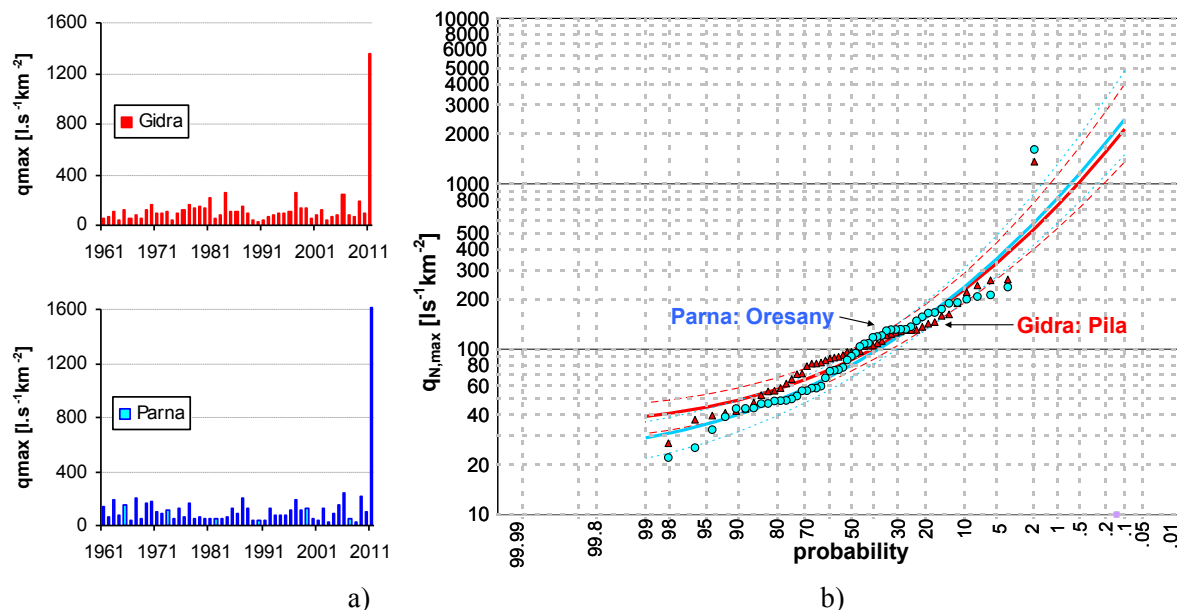 1600
1200
800
400
0
qmax [l.s⁻¹km⁻²]
Gidra
1961 1971 1981 1991 2001 2011
1600
1200
800
400
0
qmax [l.s⁻¹km⁻²]
Parna
1961 1971 1981 1991 2001 2011
a)
10000
8000
6000
5000
4000
3000
2000
1000
500
400
300
200
100
80
60
40
20
10
q_N,max [ls⁻¹km⁻²]
Parna: Oresany
Gidra: Pila
99.99 99.8 99 98 95 90 80 70 50 30 20 10 5 2 1 .5 .2 .1 .05 .01
probability
b)